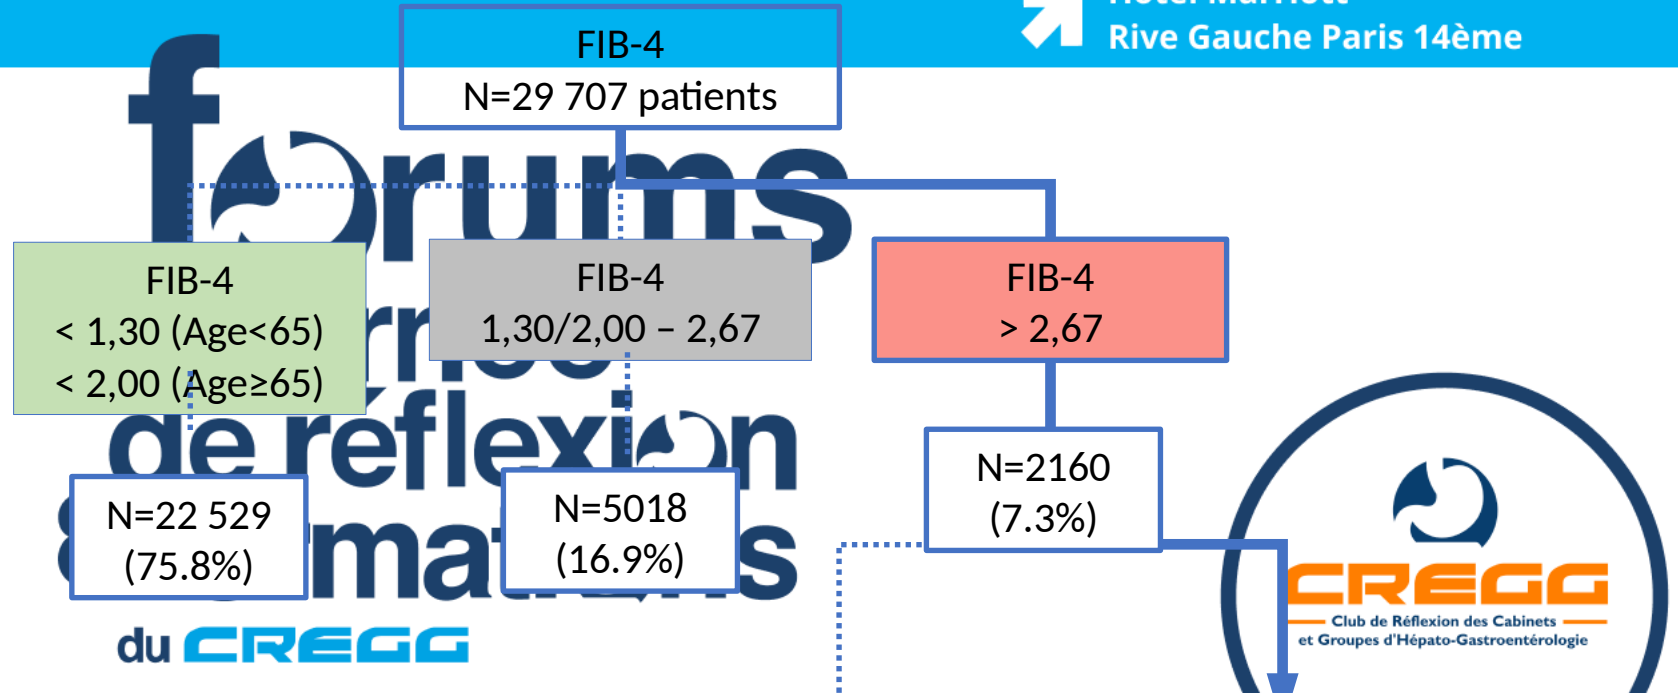 Rive Gauche Paris 14ème
FIB-4
N=29 707 patients
forums
FIB-4
< 1,30 (Age<65)
< 2,00 (Age≥65)
FIB-4
1,30/2,00 – 2,67
FIB-4
> 2,67
de réflexion
N=22 529
(75.8%)
N=5018
(16.9%)
N=2160
(7.3%)
du CREGG
CREGG
Club de Réflexion des Cabinets
et Groupes d'Hépato-Gastroentérologie